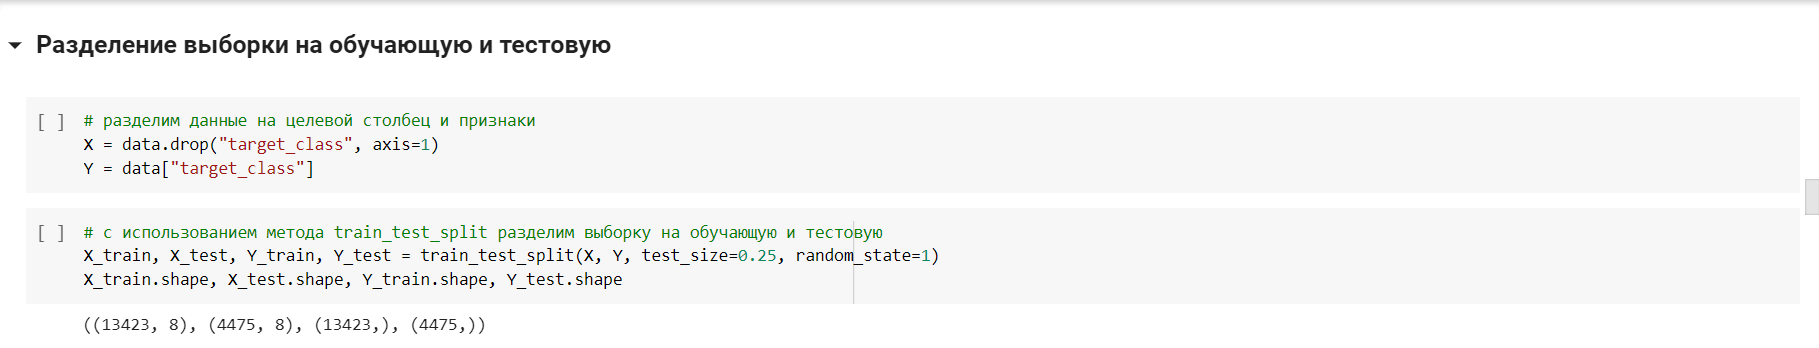 Разделение выборки на обучающую и тестовую
[ ] # разделим данные на целевой столбец и признаки
X = data.drop("target_class", axis=1)
Y = data["target_class"]
[ ] # с использованием метода train_test_split разделим выборку на обучающую и тестовую
X_train, X_test, Y_train, Y_test = train_test_split(X, Y, test_size=0.25, random_state=1)
X_train.shape, X_test.shape, Y_train.shape, Y_test.shape
((13423, 8), (4475, 8), (13423,), (4475,))